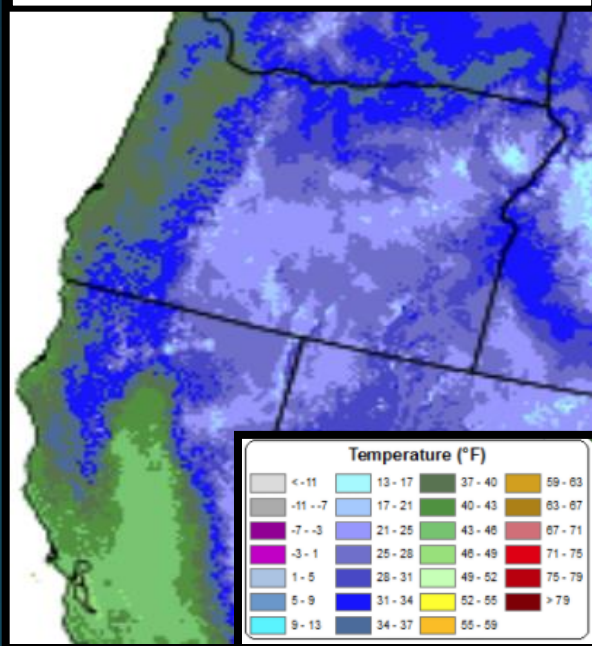 Temperature (°F)
< -11 13 - 17 37 - 40 59 - 63
-11 - -7 17 - 21 40 - 43 63 - 67
-7 - -3 21 - 25 43 - 46 67 - 71
-3 - 1 25 - 28 46 - 49 71 - 75
1 - 5 28 - 31 49 - 52 75 - 79
5 - 9 31 - 34 52 - 55 > 79
9 - 13 34 - 37 55 - 59